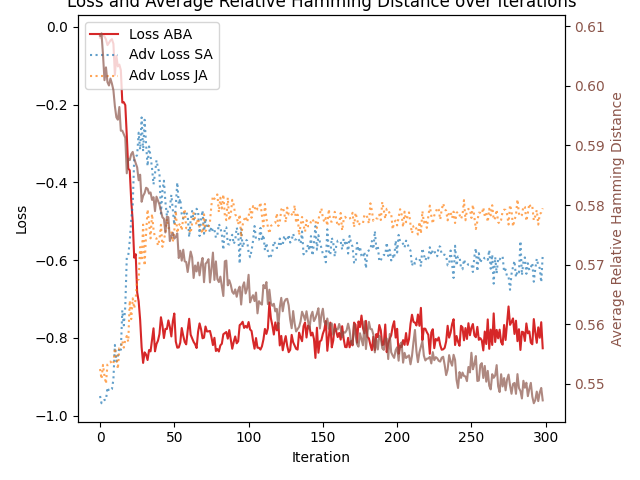 Loss and Average Relative Hamming Distance over Iterations
Loss ABA
Adv Loss SA
Adv Loss JA
0.0
−0.2
−0.4
−0.6
−0.8
−1.0
Loss
0.61
0.60
0.59
0.58
0.57
0.56
0.55
Average Relative Hamming Distance
0 50 100 150 200 250 300
Iteration